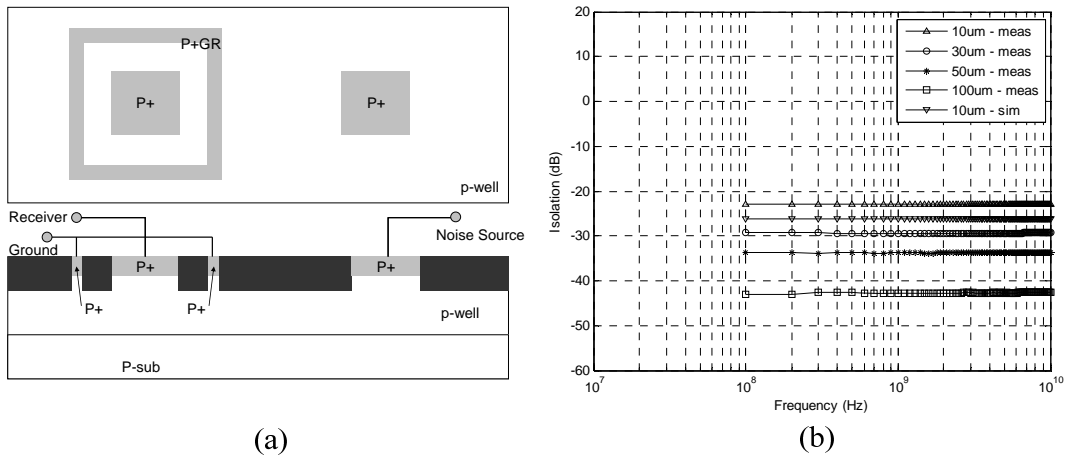 P+GR
P+
P+
p-well
Receiver
Noise Source
Ground
P+
P+
P+
P+
p-well
P-sub
(a)
20
10
0
-10
-20
-30
-40
-50
-60
Isolation (dB)
10um - meas
30um - meas
50um - meas
100um - meas
10um - sim
10^7
10^8
10^9
10^10
Frequency (Hz)
(b)